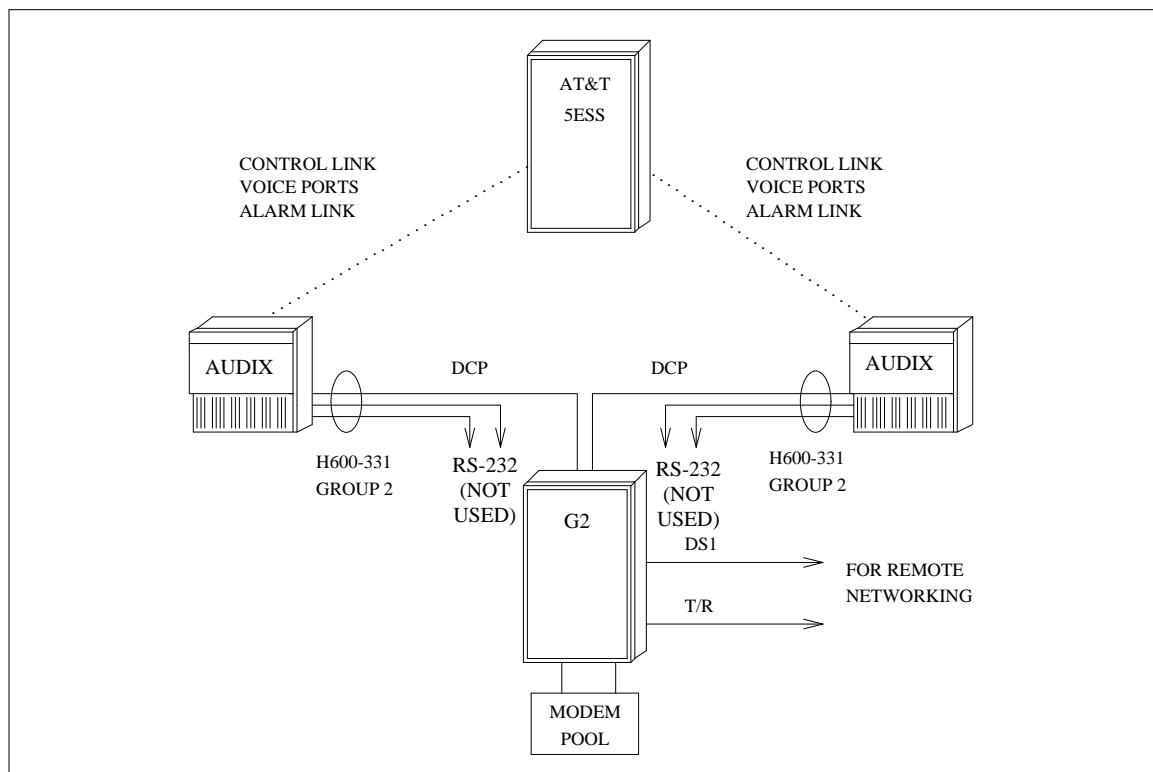 AT&T
5ESS
CONTROL LINK
VOICE PORTS
ALARM LINK
CONTROL LINK
VOICE PORTS
ALARM LINK
AUDIX
AUDIX
DCP
DCP
H600-331
GROUP 2
RS-232
(NOT
USED)
RS-232
(NOT
USED)
H600-331
GROUP 2
G2
DS1
T/R
FOR REMOTE
NETWORKING
MODEM
POOL